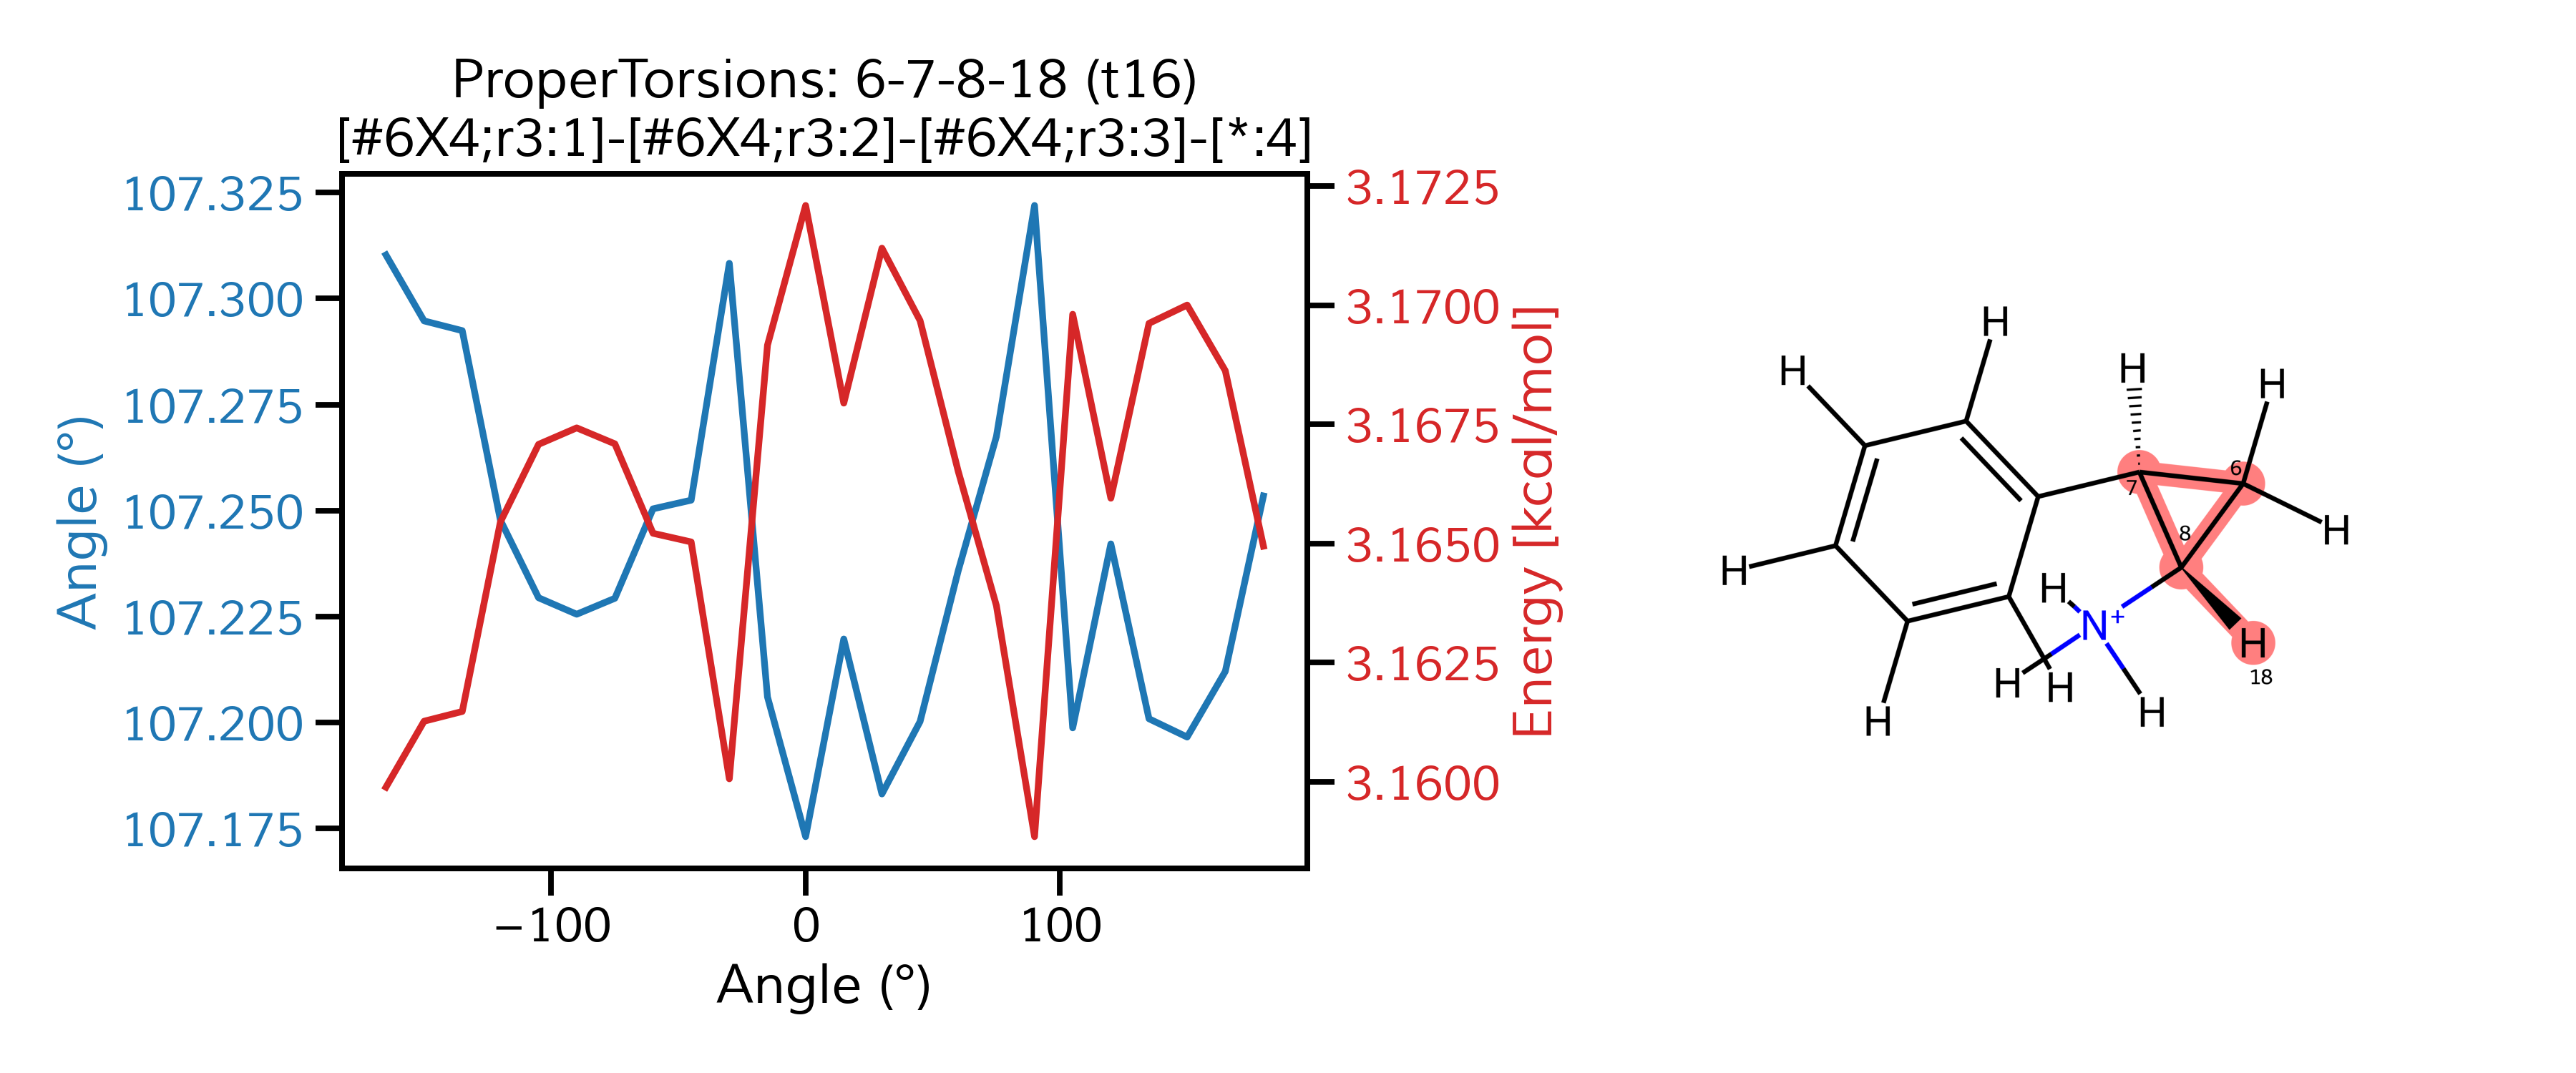 ProperTorsions: 6-7-8-18 (t16)
[#6X4;r3:1]-[#6X4;r3:2]-[#6X4;r3:3]-[*:4]
107.325
107.300
107.275
107.250
107.225
107.200
107.175
Angle (°)
3.1725
3.1700
3.1675
3.1650
3.1625
3.1600
Energy [kcal/mol]
−100
0
100
Angle (°)
H
H
H
H
6
7
H
8
H
H
N+
H
18
H
H
H
H